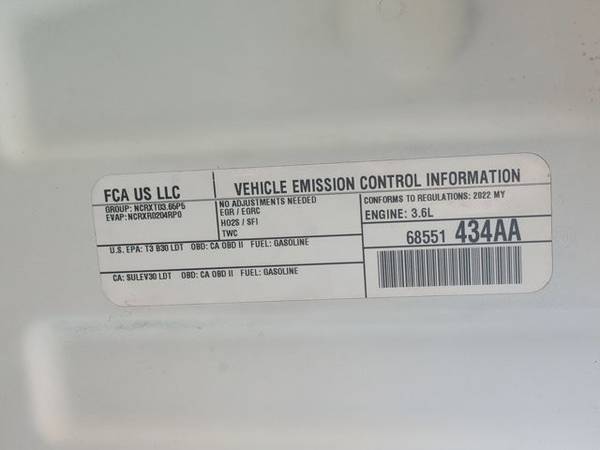 FCA US LLC
VEHICLE EMISSION CONTROL INFORMATION
GROUP: NCRXT03.65P5
EVAP: NCRXR0204RP0
NO ADJUSTMENTS NEEDED
EGR / EGRC
HO2S / SFI
TWC
CONFORMS TO REGULATIONS: 2022 MY
ENGINE: 3.6L
68551 434AA
U.S. EPA: T3 B30 LDT OBD: CA OBD II FUEL: GASOLINE
CA: SULEV30 LDT OBD: CA OBD II FUEL: GASOLINE